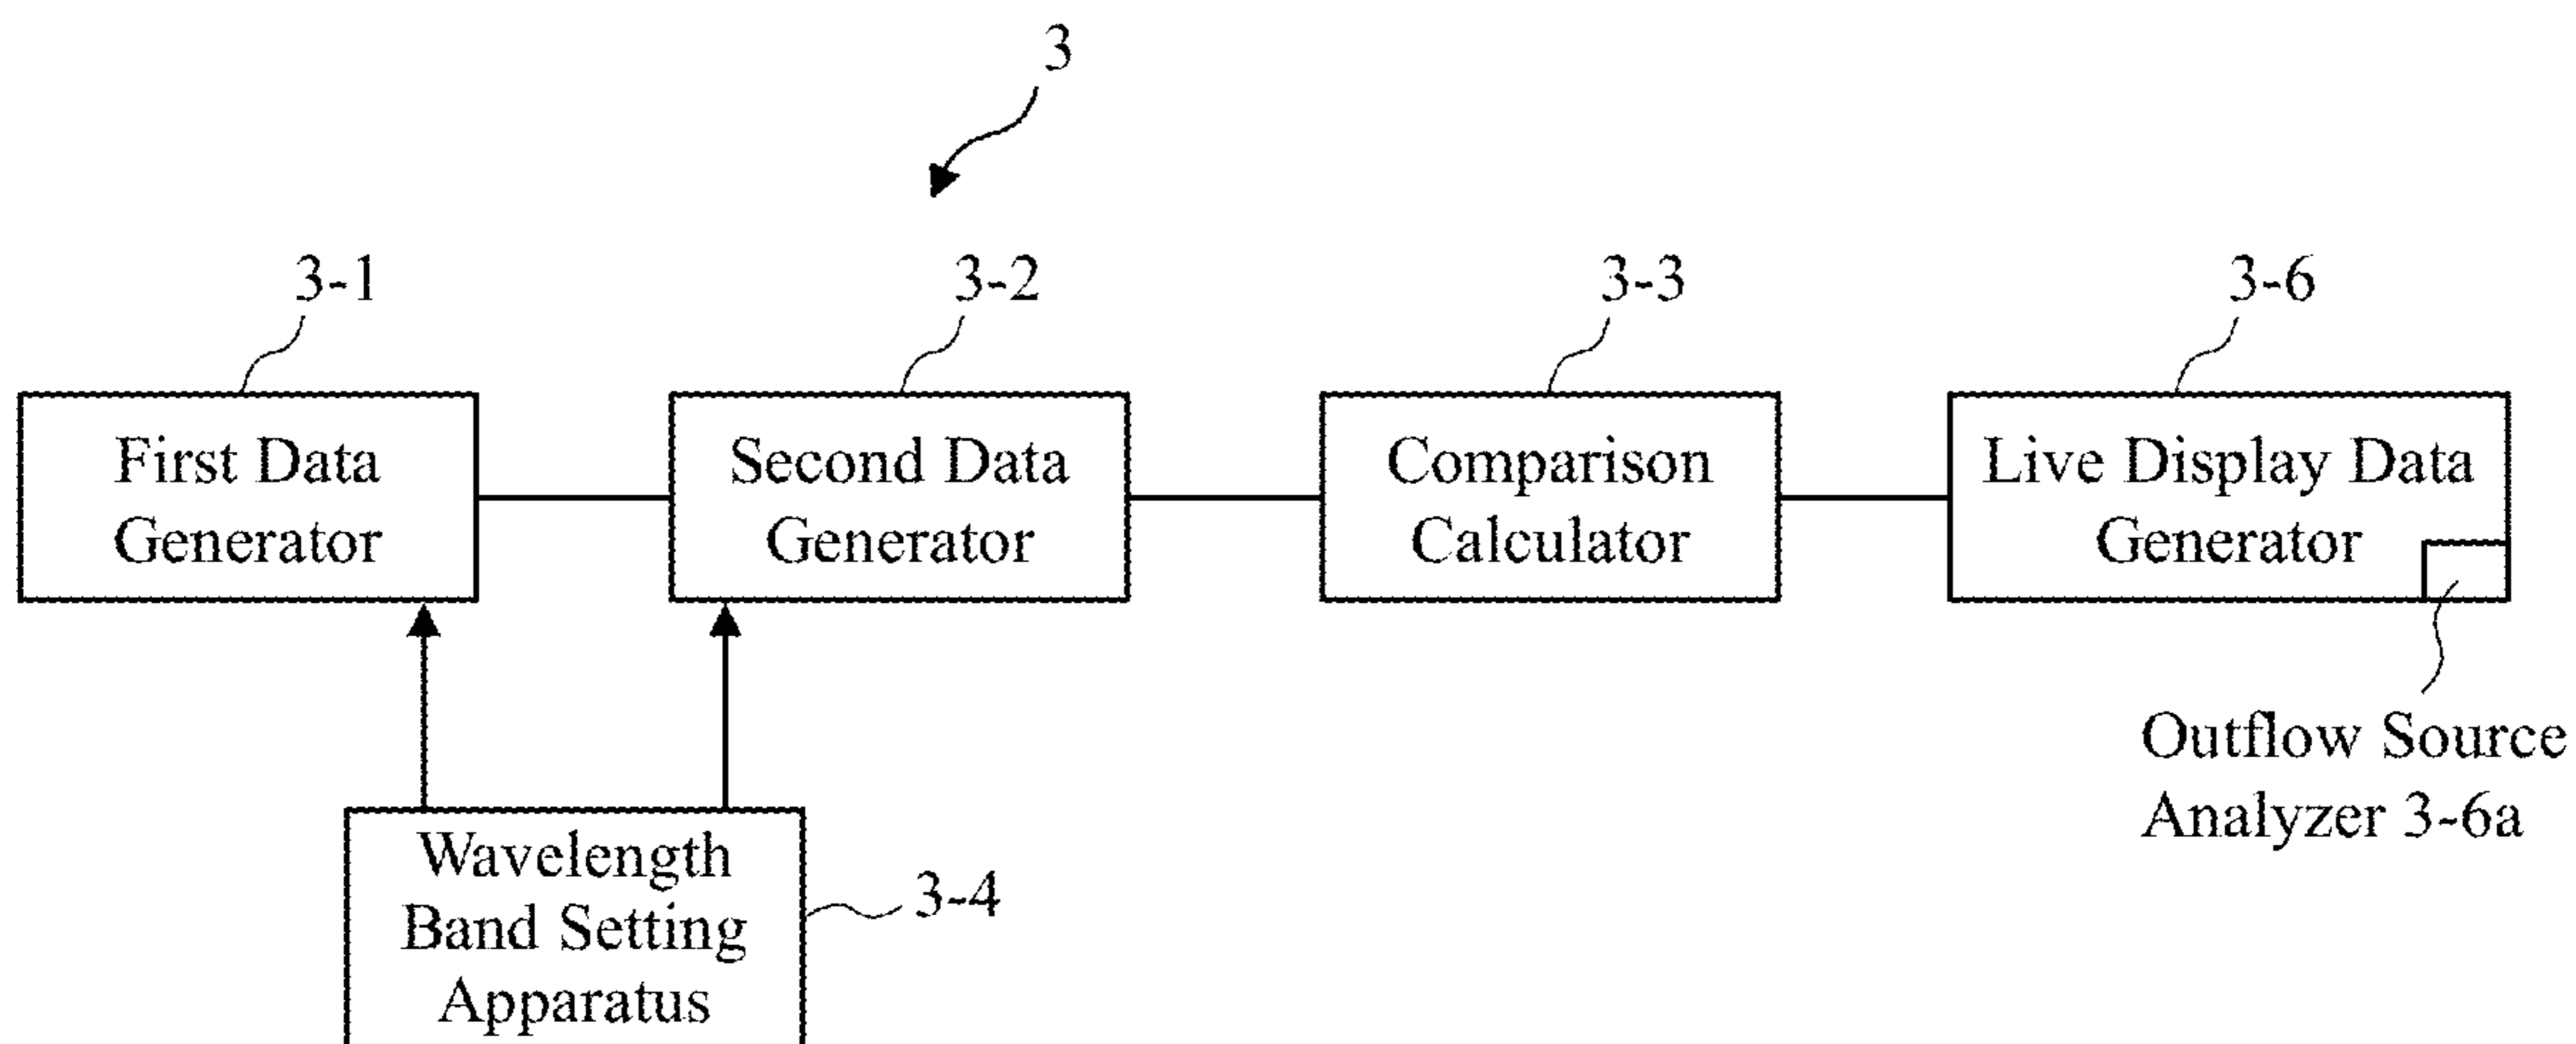 3
3-1
3-2
3-3
3-6
First Data
Generator
Second Data
Generator
Comparison
Calculator
Live Display Data
Generator
Outflow Source
Analyzer 3-6a
Wavelength
Band Setting
Apparatus
3-4